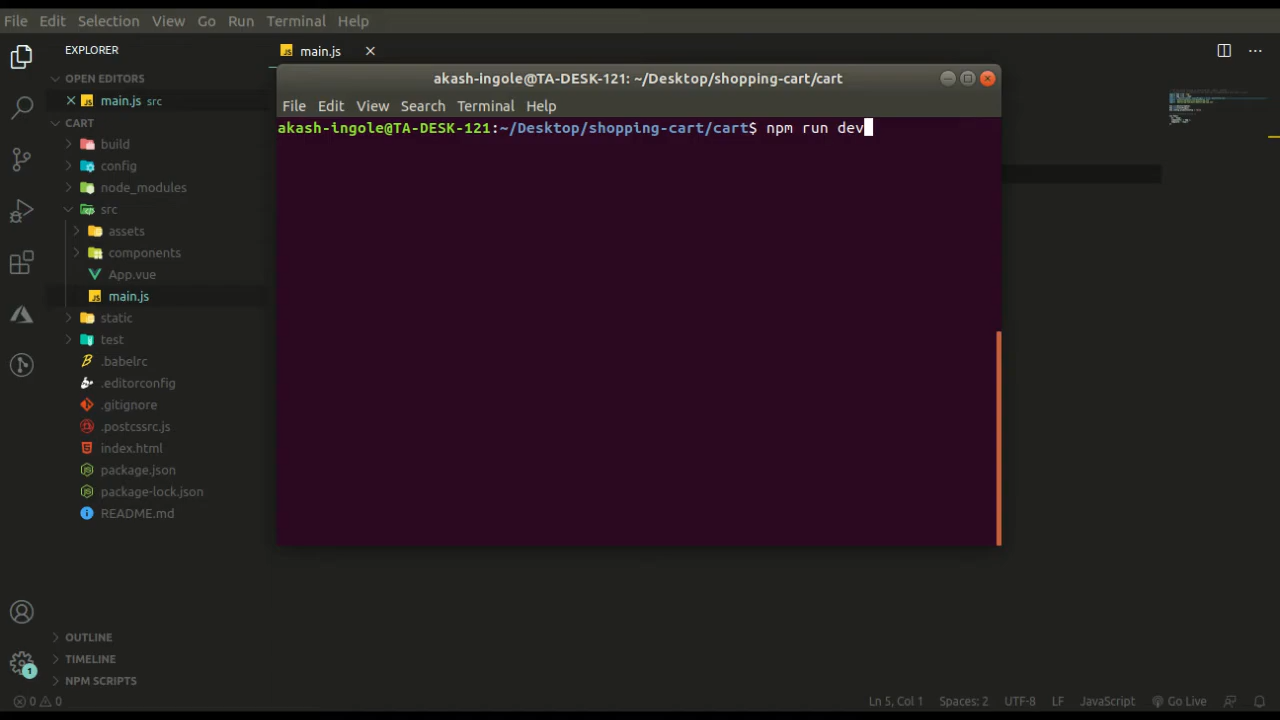 File Edit Selection View Go Run Terminal Help
EXPLORER
main.js
OPEN EDITORS
main.js src
CART
build
config
node_modules
src
assets
components
App.vue
main.js
static
test
.babelrc
.editorconfig
.gitignore
.postcssrc.js
index.html
package.json
package-lock.json
README.md
OUTLINE
TIMELINE
NPM SCRIPTS
akash-ingole@TA-DESK-121: ~/Desktop/shopping-cart/cart
File Edit View Search Terminal Help
akash-ingole@TA-DESK-121:~/Desktop/shopping-cart/cart$ npm run dev
1
0 0
Ln 5, Col 1 Spaces: 2 UTF-8 LF JavaScript Go Live